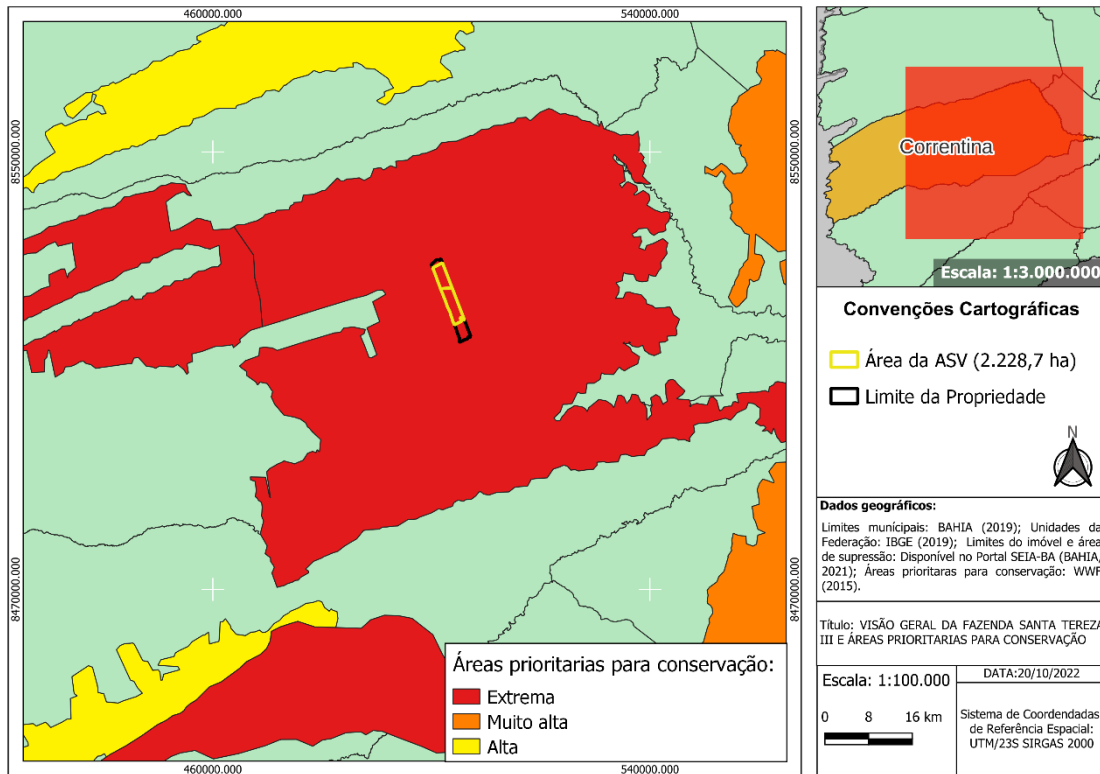 460000.000
540000.000
8550000.000
8550000.000
8470000.000
8470000.000
460000.000
540000.000
Áreas prioritarias para conservação:
Extrema
Muito alta
Alta
Correntina
Escala: 1:3.000.000
Convenções Cartográficas
Área da ASV (2.228,7 ha)
Limite da Propriedade
N
Dados geográficos:
Limites municipais: BAHIA (2019); Unidades da
Federação: IBGE (2019); Limites do imóvel e área
de supressão: Disponível no Portal SEIA-BA (BAHIA,
2021); Áreas prioritaras para conservação: WWF
(2015).
Título: VISÃO GERAL DA FAZENDA SANTA TEREZA
III E ÁREAS PRIORITARIAS PARA CONSERVAÇÃO
Escala: 1:100.000
0 8 16 km
DATA:20/10/2022
Sistema de Coordendadas
de Referência Espacial:
UTM/23S SIRGAS 2000